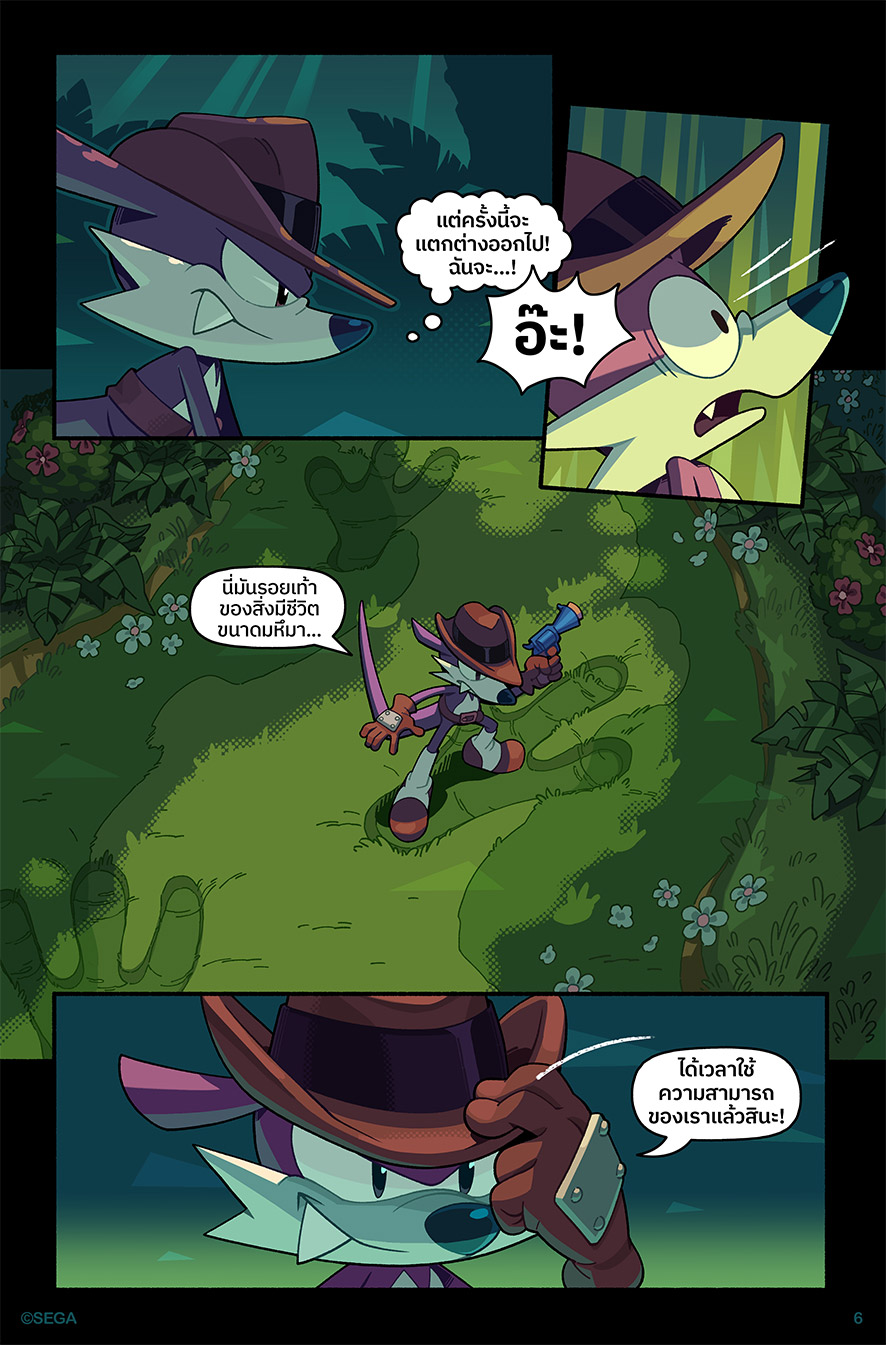 แต่ครั้งนี้จะ
แตกต่างออกไป!
ฉันจะ...!
อ๊ะ!
นี่มันรอยเท้า
ของสิ่งมีชีวิต
ขนาดมหึมา...
ได้เวลาใช้
ความสามารถ
ของเราแล้วสินะ!
©SEGA
6